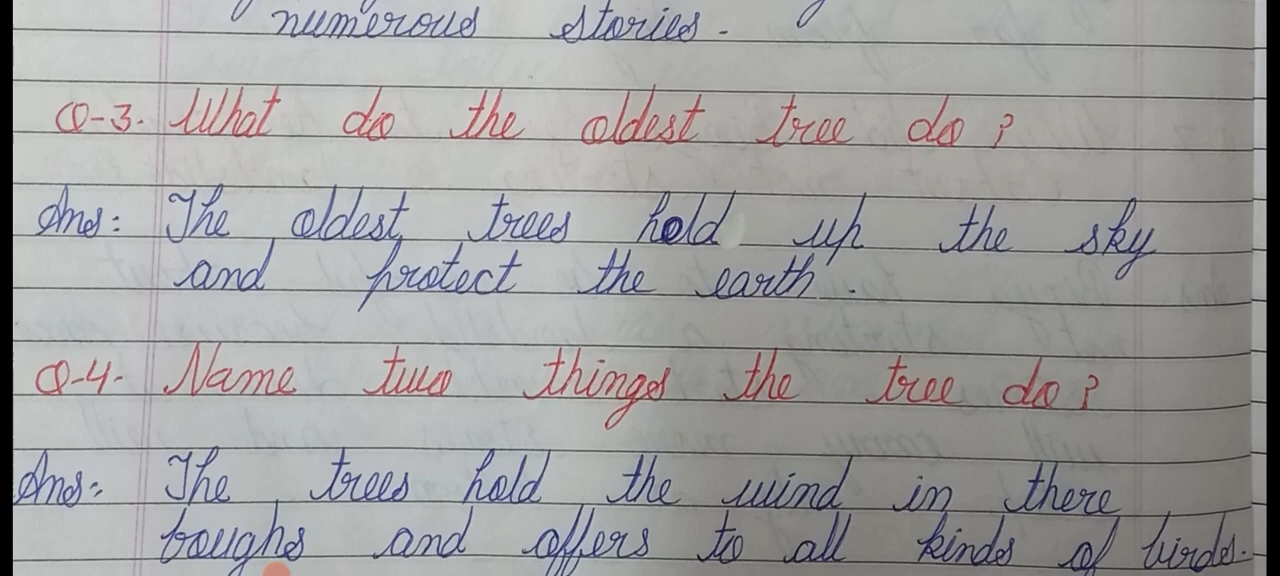 numerous stories.
Q-3. What do the oldest tree do?
Ans: The oldest trees hold up the sky
and protect the earth.
Q-4. Name two things the tree do?
Ans: The trees hold the wind in there
boughs and offers to all kinds of birds.